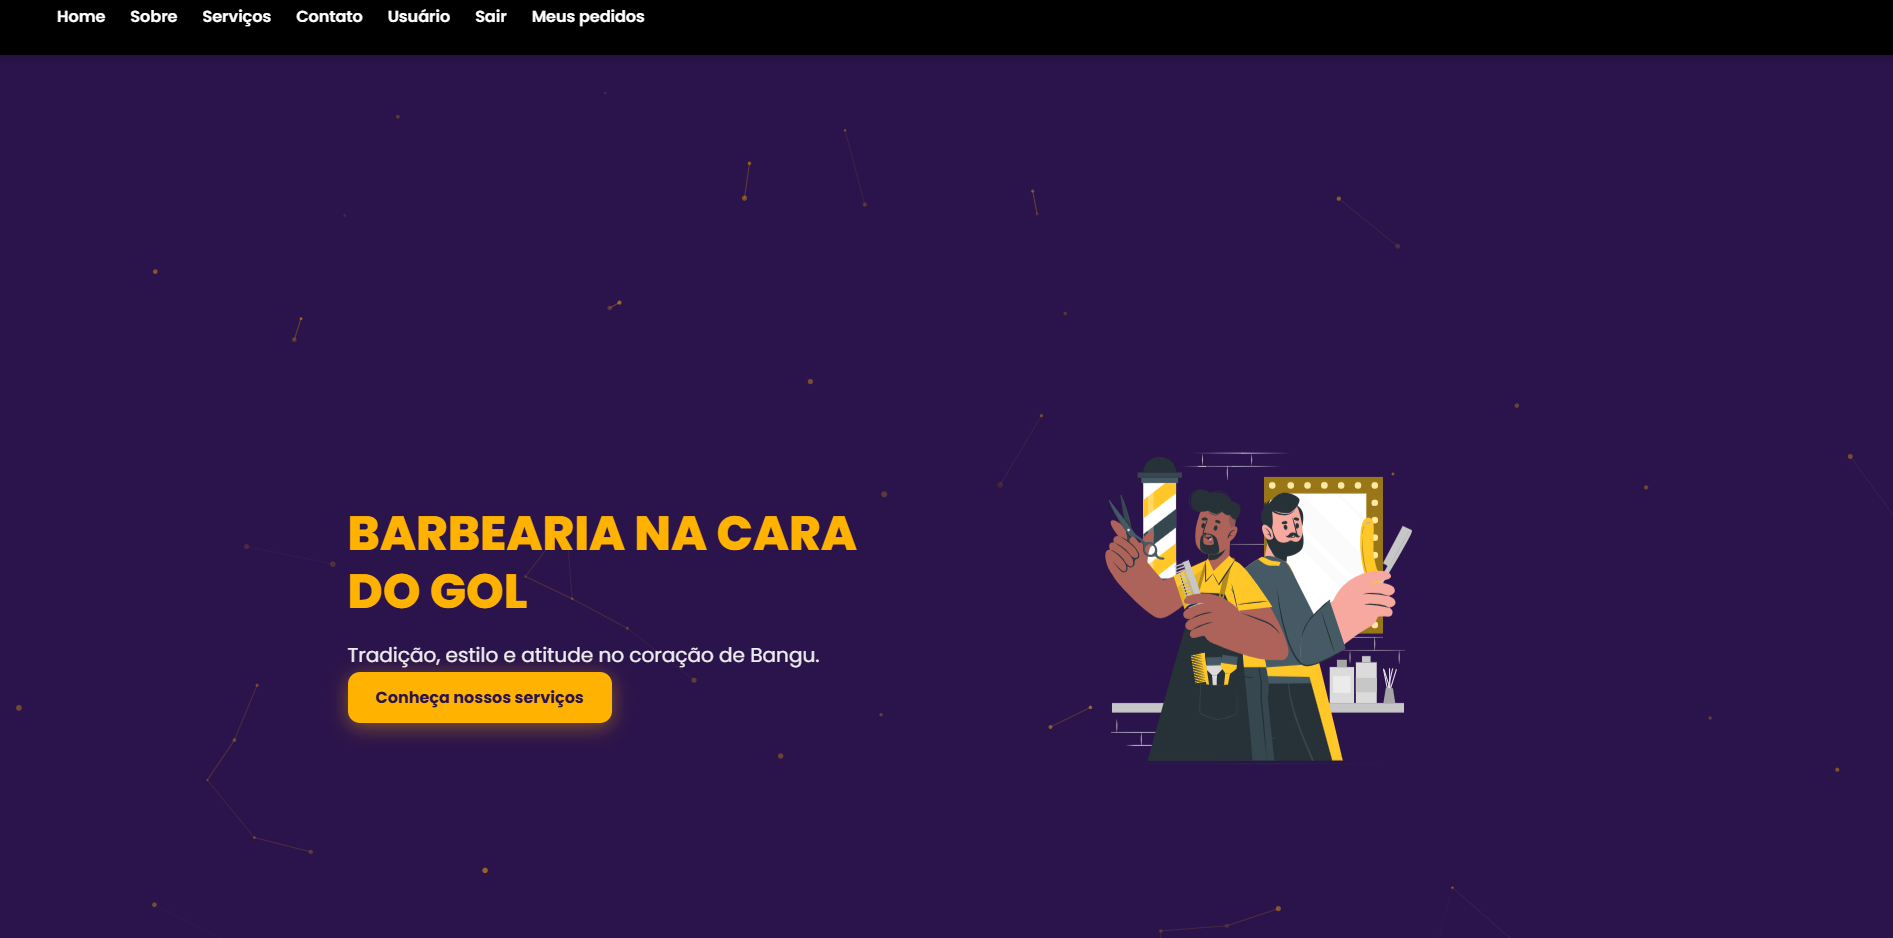 Home Sobre Serviços Contato Usuário Sair Meus pedidos
BARBEARIA NA CARA
DO GOL
Tradição, estilo e atitude no coração de Bangu.
Conheça nossos serviços